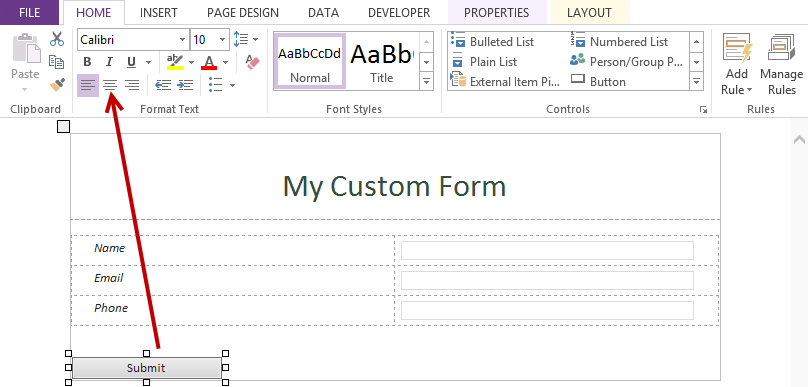 FILE HOME INSERT PAGE DESIGN DATA DEVELOPER PROPERTIES LAYOUT
Calibri 10 AaBbCcDd AaBb Bulleted List Numbered List
Paste B I U A Plain List Person/Group P... Add Manage
Normal Title External Item Pi... Button Rule Rules
Clipboard Format Text Font Styles Controls Rules
My Custom Form
Name
Email
Phone
Submit